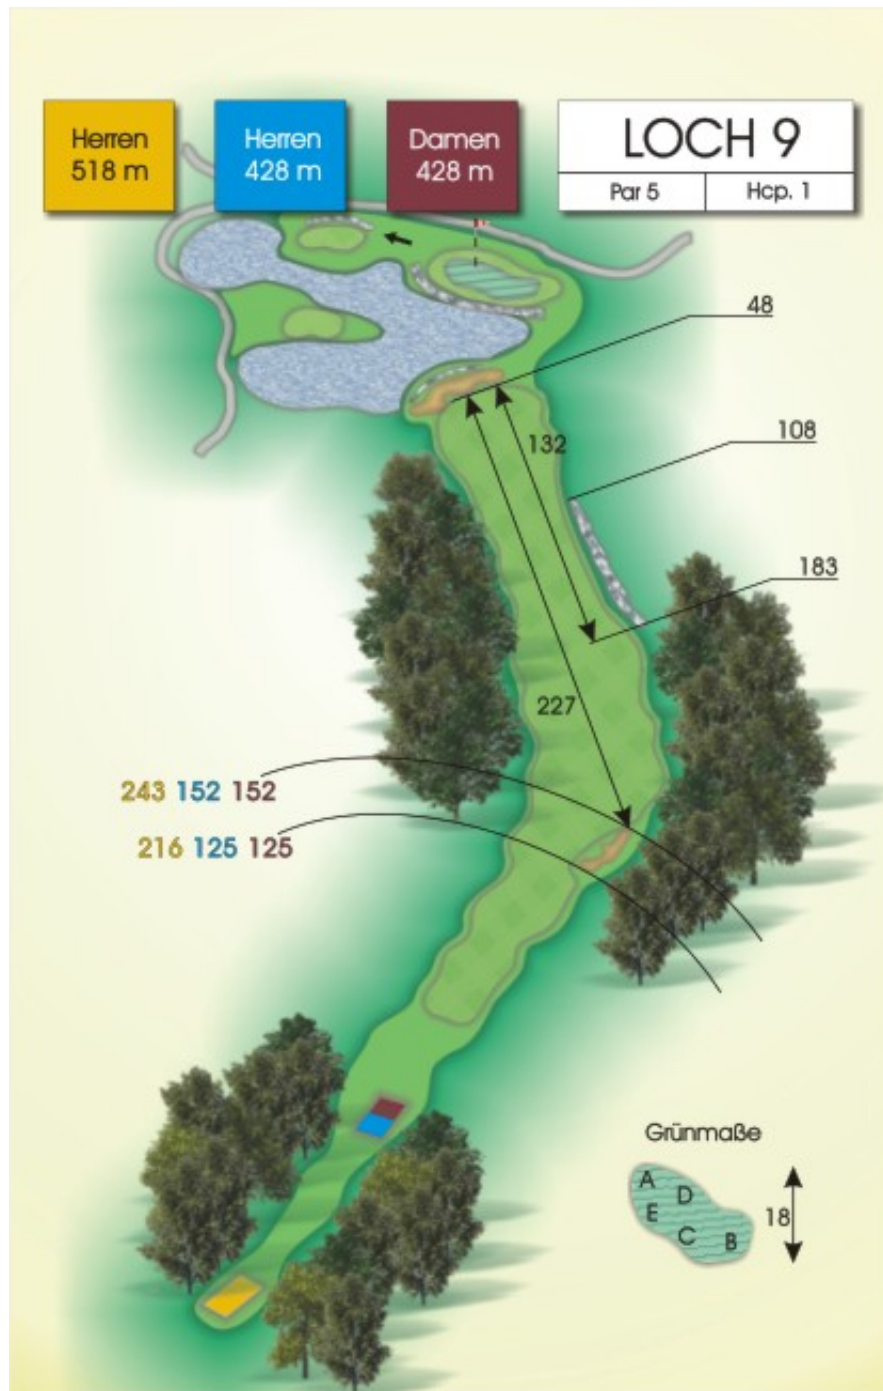 Herren
518 m
Herren
428 m
Damen
428 m
LOCH 9
Par 5
Hcp. 1
48
132
108
183
227
243 152 152
216 125 125
Grünmaße
A
D
E
C
B
18